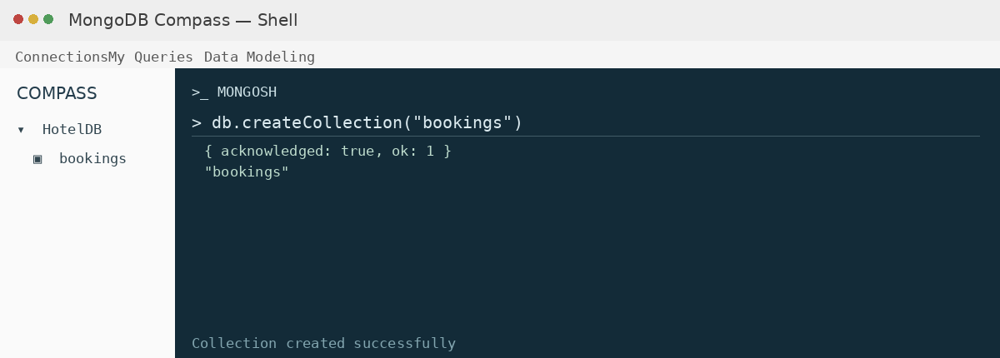 MongoDB Compass — Shell
ConnectionsMy Queries Data Modeling
COMPASS
▾ HotelDB
▣ bookings
>_ MONGOSH
> db.createCollection("bookings")
{ acknowledged: true, ok: 1 }
"bookings"
Collection created successfully